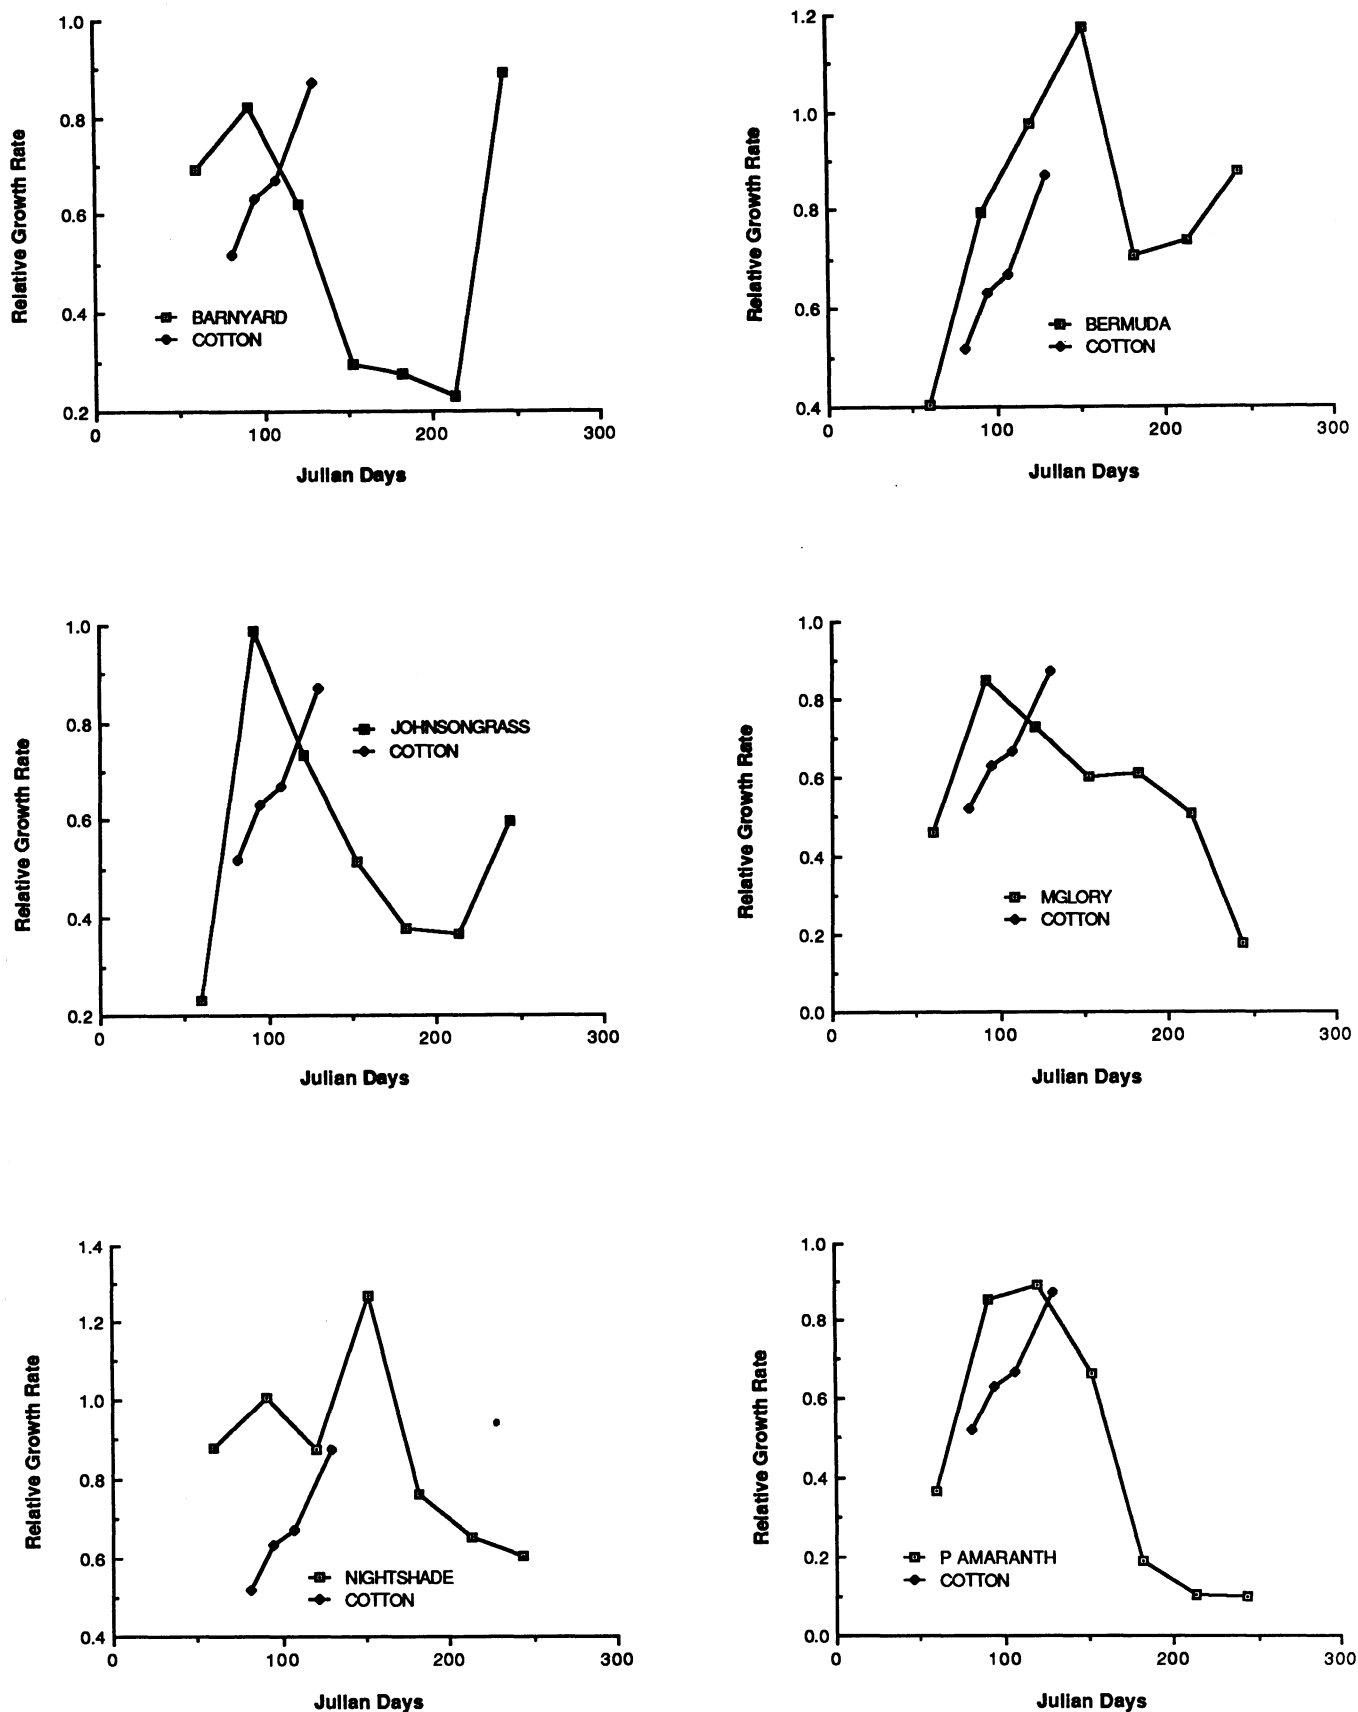 1.0
0.8
0.6
0.4
0.2
Relative Growth Rate
BARNYARD
COTTON
0 100 200 300
Julian Days
1.2
1.0
0.8
0.6
0.4
Relative Growth Rate
BERMUDA
COTTON
0 100 200 300
Julian Days
1.0
0.8
0.6
0.4
0.2
Relative Growth Rate
JOHNSONGRASS
COTTON
0 100 200 300
Julian Days
1.0
0.8
0.6
0.4
0.2
0.0
Relative Growth Rate
MGLORY
COTTON
0 100 200 300
Julian Days
1.4
1.2
1.0
0.8
0.6
0.4
Relative Growth Rate
NIGHTSHADE
COTTON
0 100 200 300
Julian Days
1.0
0.8
0.6
0.4
0.2
0.0
Relative Growth Rate
P AMARANTH
COTTON
0 100 200 300
Julian Days